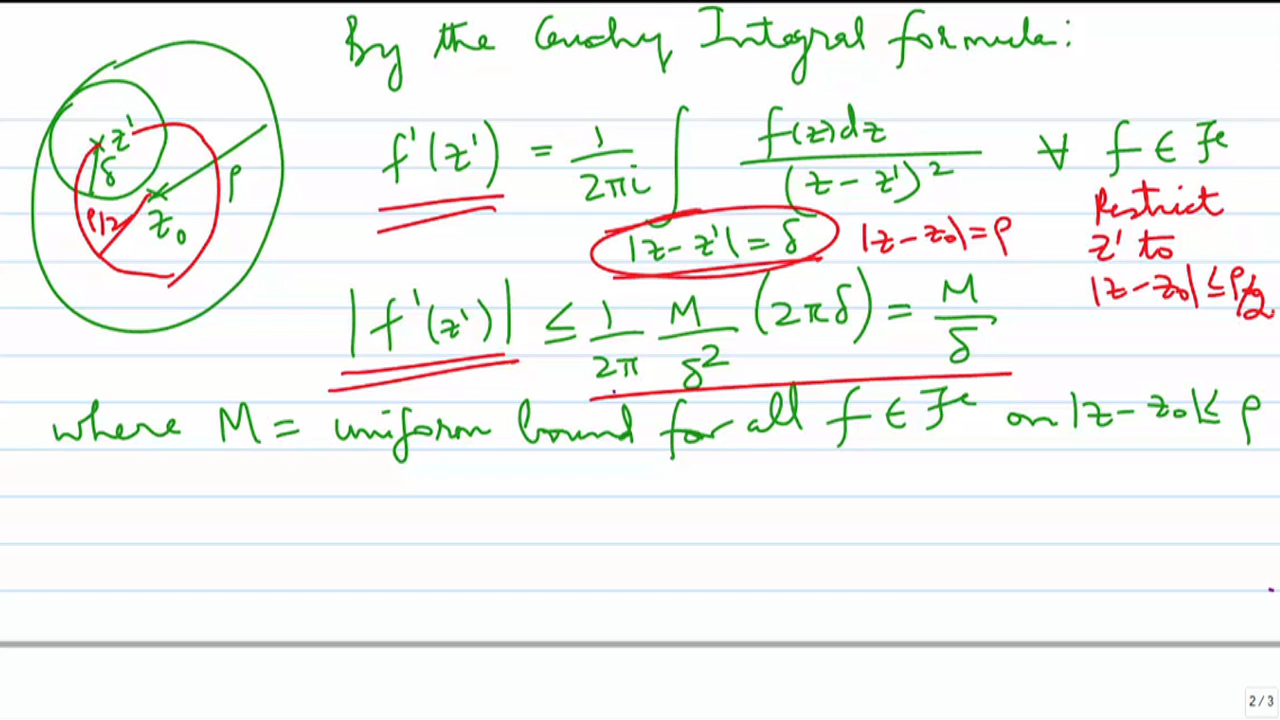 By the Cauchy Integral formula:
f'(z') = 1/2πi ∫ f(z)dz/(z-z')² ∀ f ∈ ℱ
|z-z'| = δ |z-z₀| = ρ
Restrict
z' to
|z-z₀| ≤ ρ/2
|f'(z')| ≤ 1/2π M/δ² (2πδ) = M/δ
where M = uniform bound for all f ∈ ℱ on |z-z₀| ≤ ρ
z'
δ
ρ
ρ/2
z₀
2/3